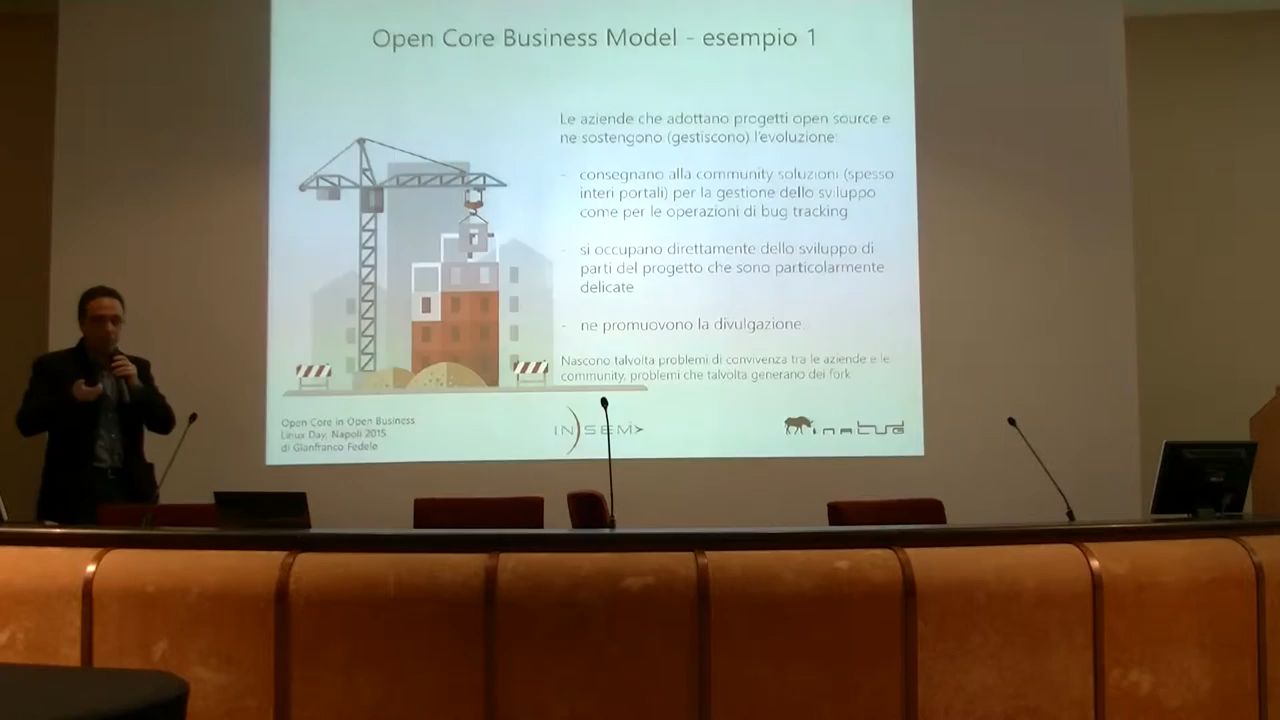 Open Core Business Model - esempio 1
Le aziende che adottano progetti open source e
ne sostengono (gestiscono) l'evoluzione:
- consegnano alla community soluzioni (spesso
interi portali) per la gestione dello sviluppo
come per le operazioni di bug tracking
- si occupano direttamente dello sviluppo di
parti del progetto che sono particolarmente
delicate
- ne promuovono la divulgazione.
Nascono talvolta problemi di convivenza tra le aziende e le
community, problemi che talvolta generano dei fork
Open Core in Open Business
Linux Day, Napoli 2015
di Gianfranco Fedele
IN)SEM>
inatud